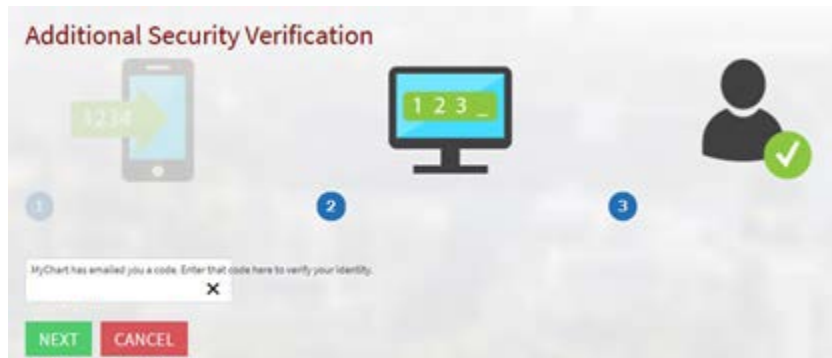 Additional Security Verification
1234
1 2 3 _
1
2
3
MyChart has emailed you a code. Enter that code here to verify your identity.
NEXT
CANCEL